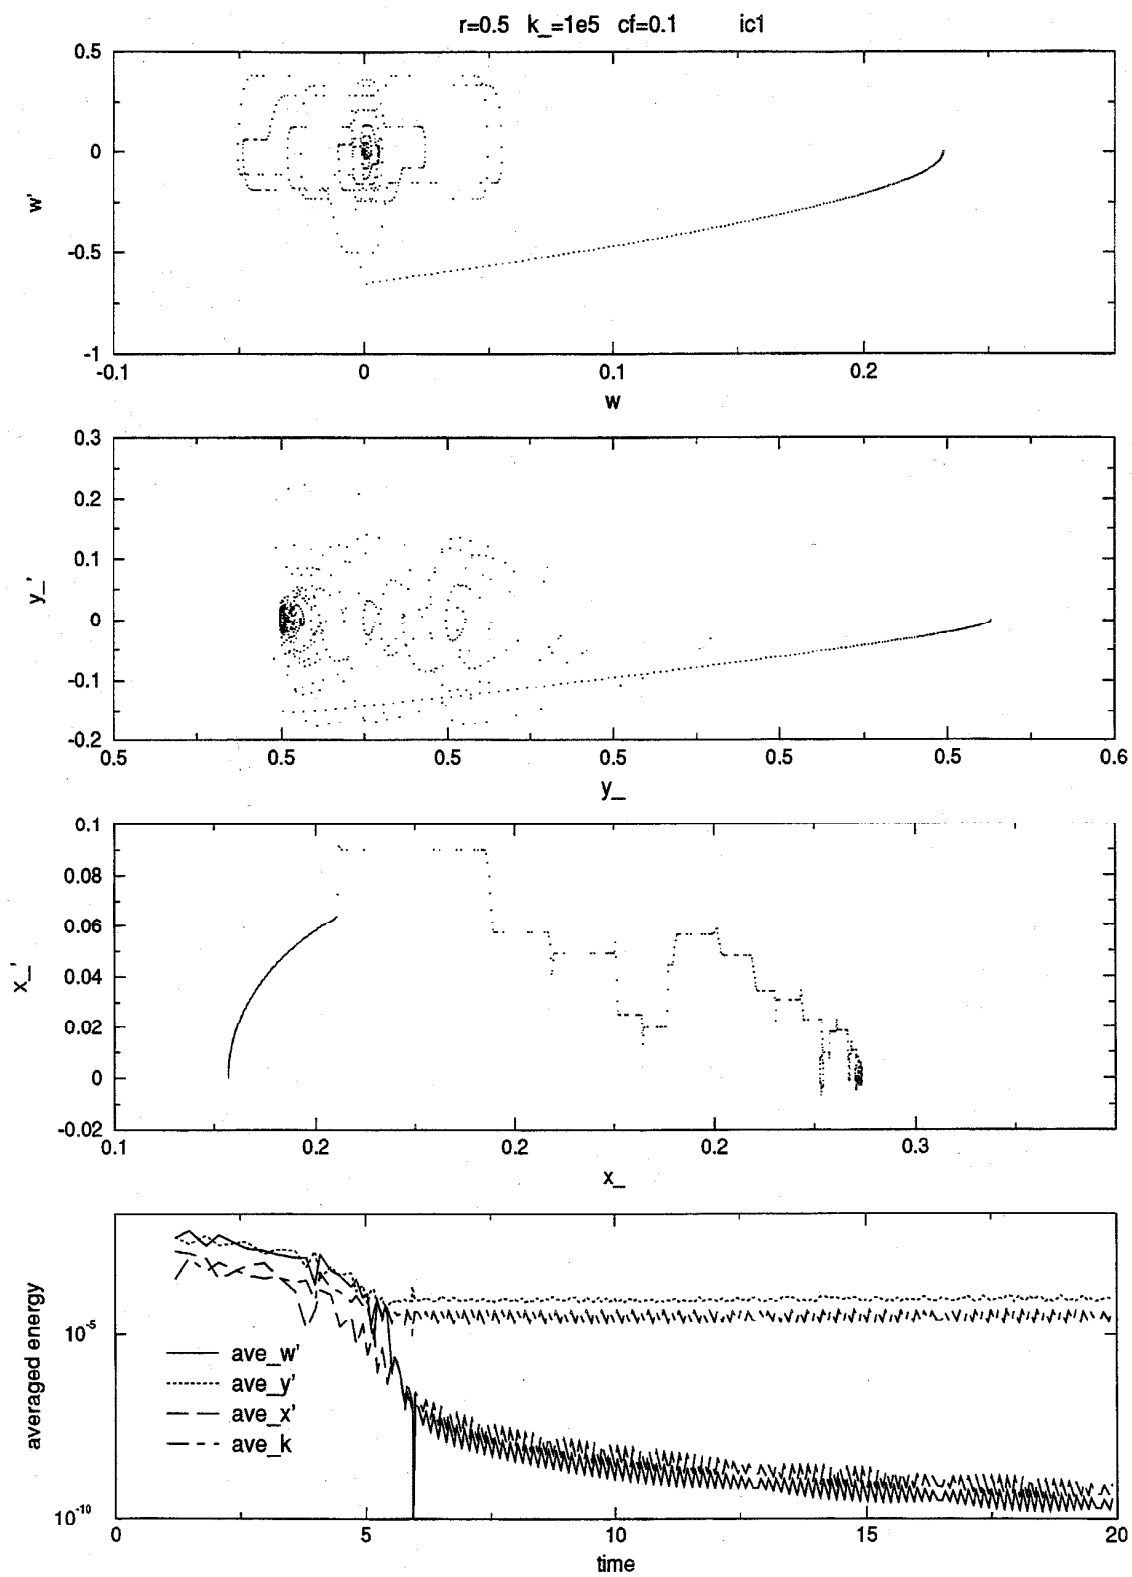 r=0.5 k_=1e5 cf=0.1 ic1
0.5
0
-0.5
-1
w'
-0.1 0 0.1 0.2
w
0.3
0.2
0.1
0
-0.1
-0.2
y_'
0.5 0.5 0.5 0.5 0.5 0.5 0.6
y_
0.1
0.08
0.06
0.04
0.02
0
-0.02
x_'
0.1 0.2 0.2 0.2 0.3
x_
averaged energy
10-5
ave_w'
ave_y'
ave_x'
ave_k
10-10
0 5 10 15 20
time